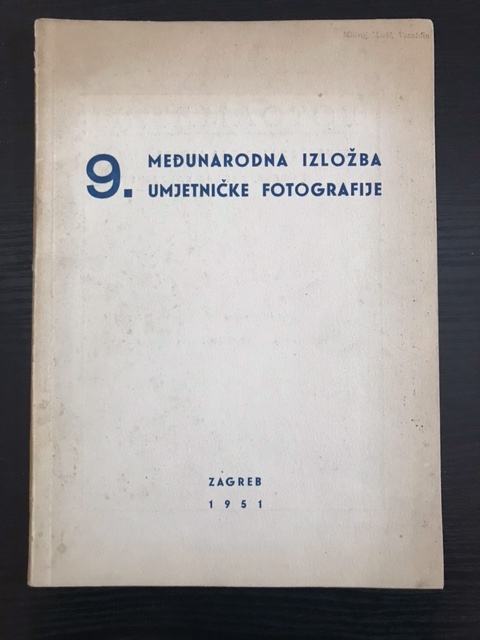 9. MEĐUNARODNA IZLOŽBA
UMJETNIČKE FOTOGRAFIJE
ZAGREB
1951